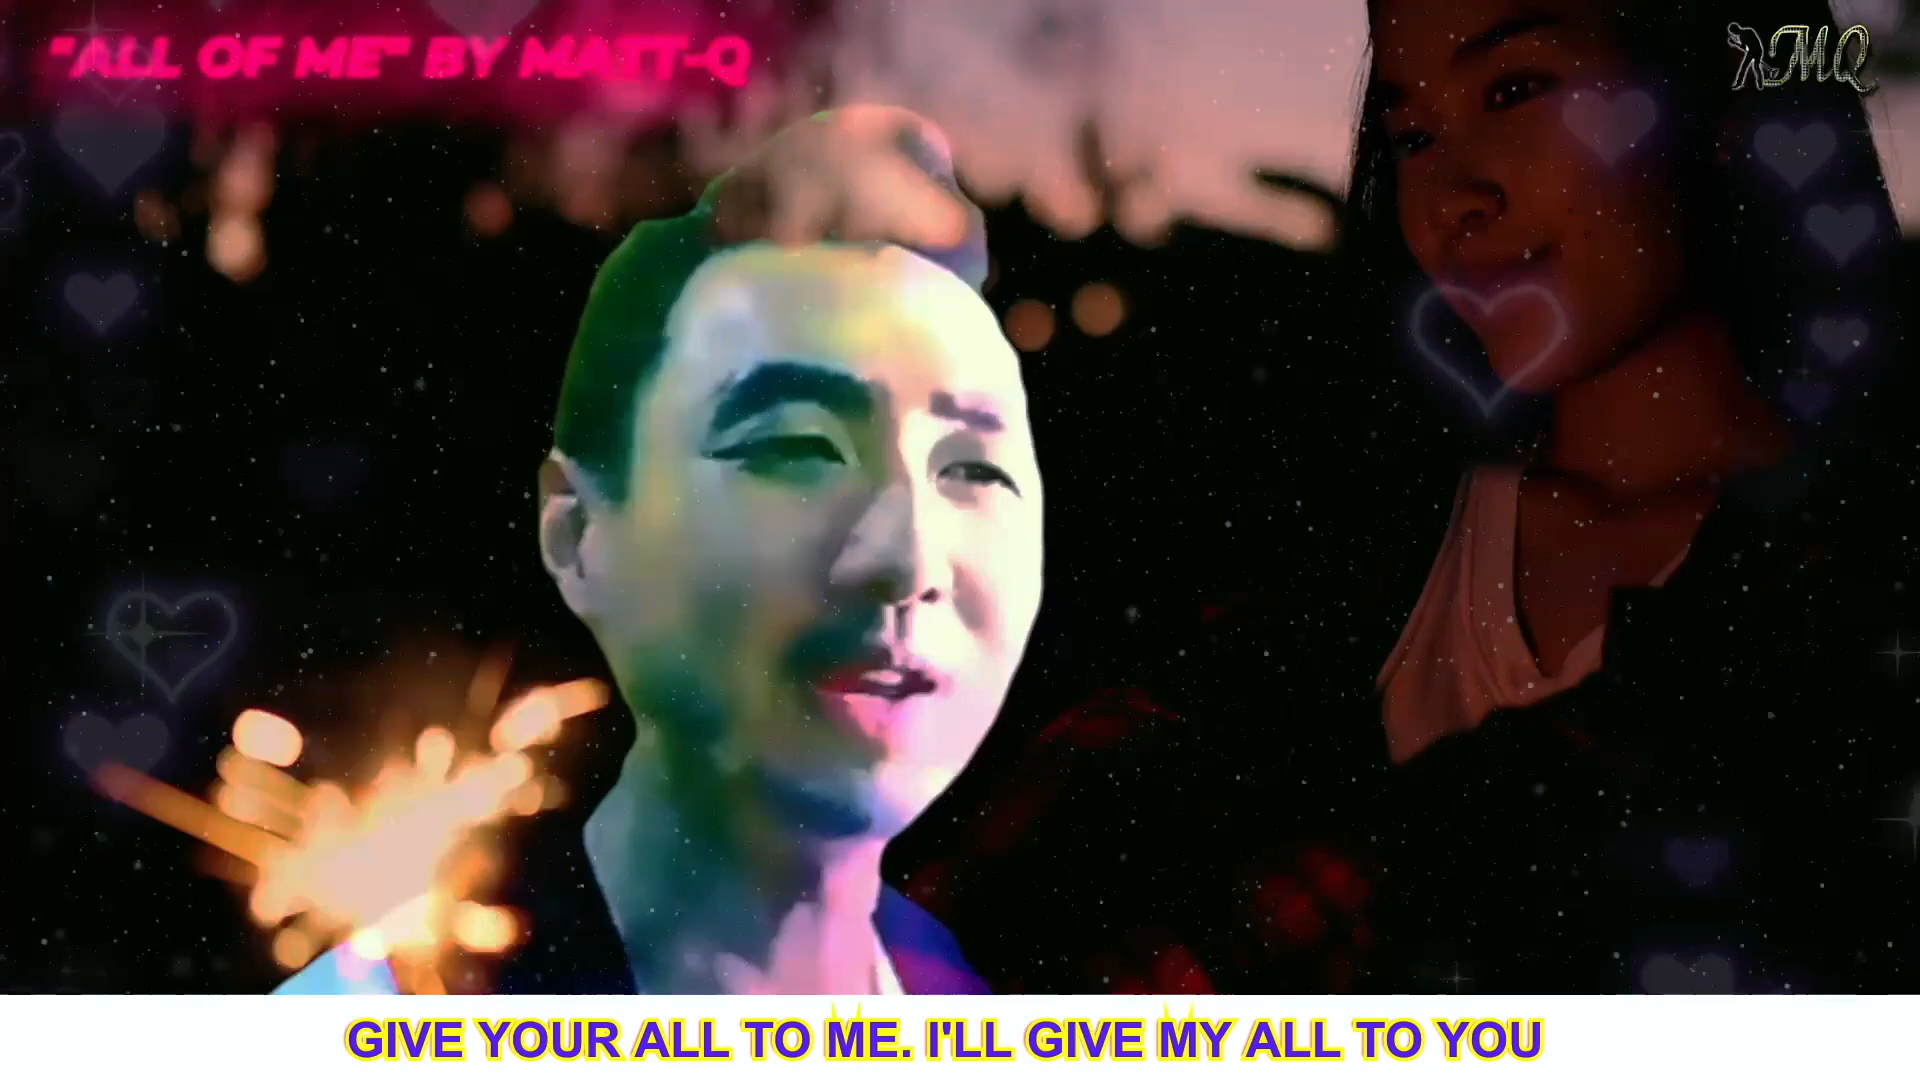 "ALL OF ME" BY MATT-Q
MQ
GIVE YOUR ALL TO ME. I'LL GIVE MY ALL TO YOU